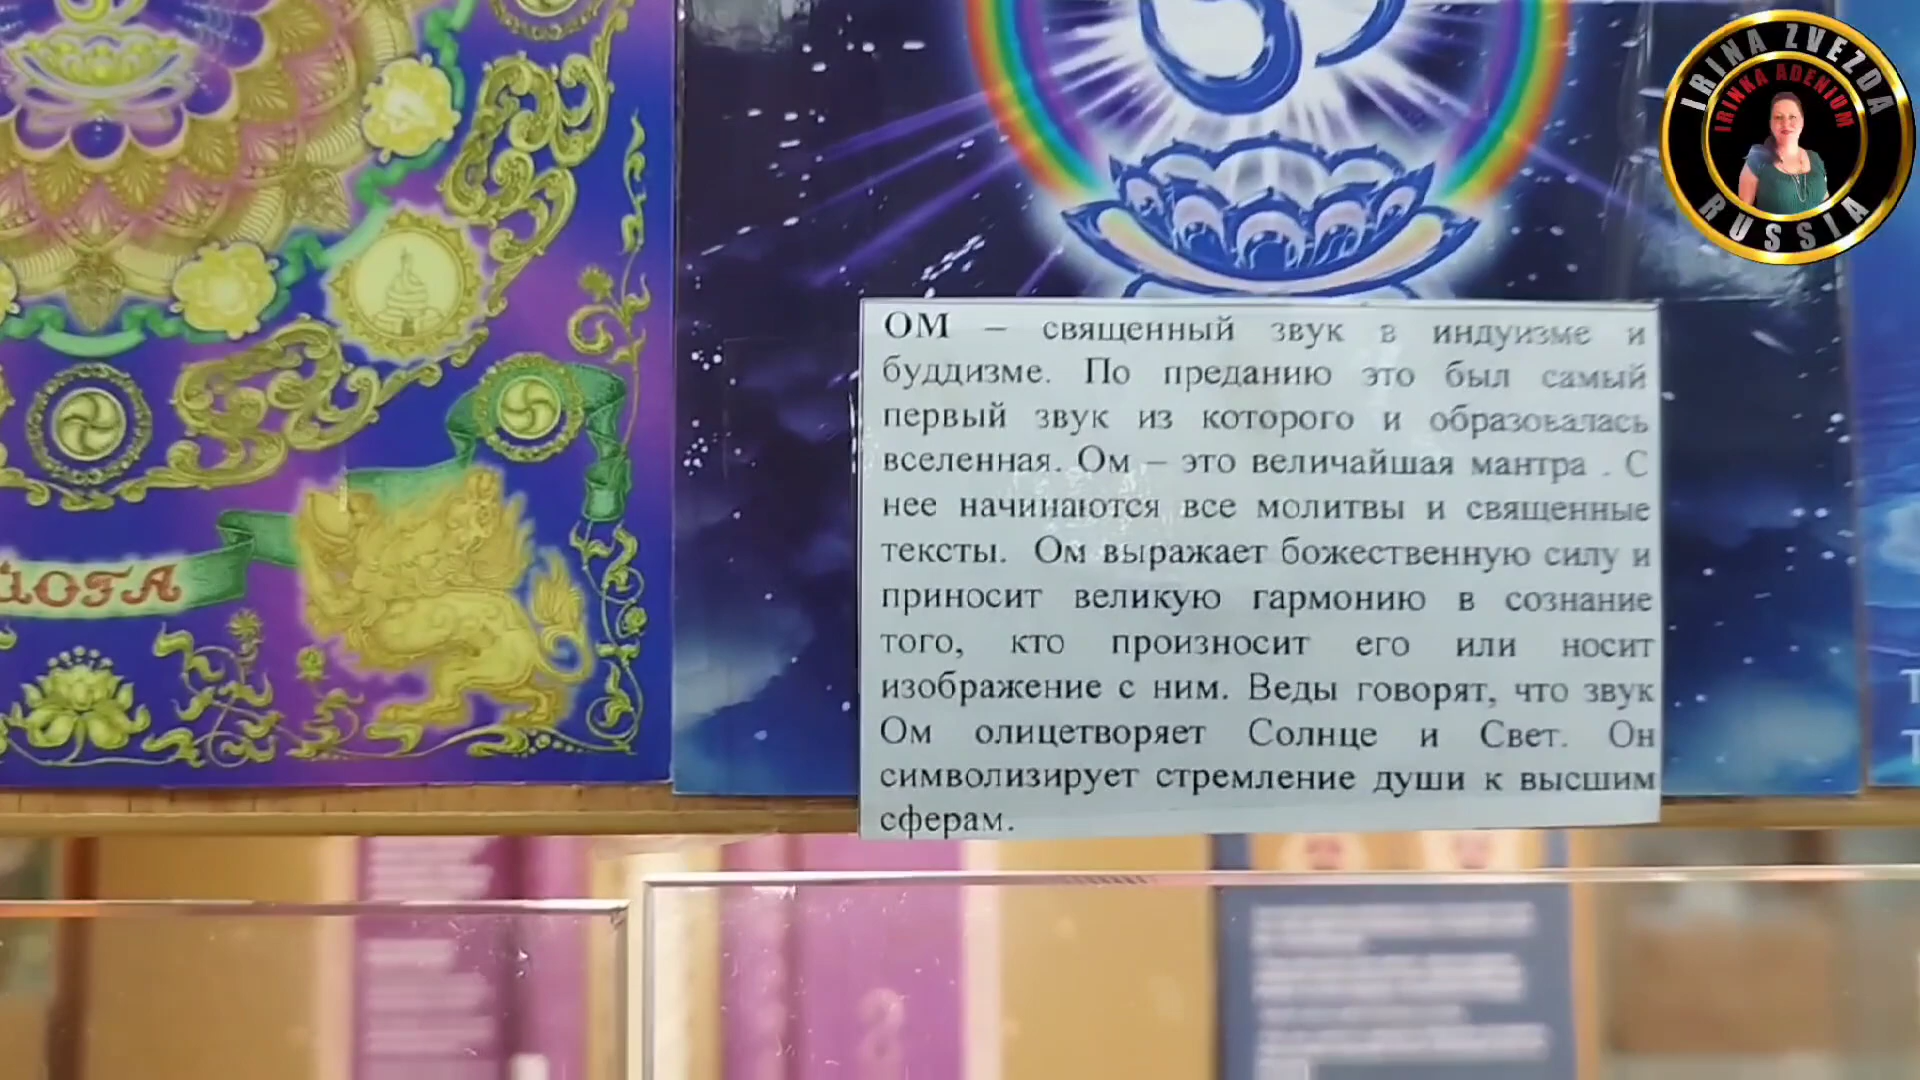 ОМ – священный звук в индуизме и
буддизме. По преданию это был самый
первый звук из которого и образовалась
вселенная. Ом – это величайшая мантра . С
нее начинаются все молитвы и священные
тексты. Ом выражает божественную силу и
приносит великую гармонию в сознание
того, кто произносит его или носит
изображение с ним. Веды говорят, что звук
Ом олицетворяет Солнце и Свет. Он
символизирует стремление души к высшим
сферам.
IRINA ZVEZDA
IRINKA ADENIUM
RUSSIA